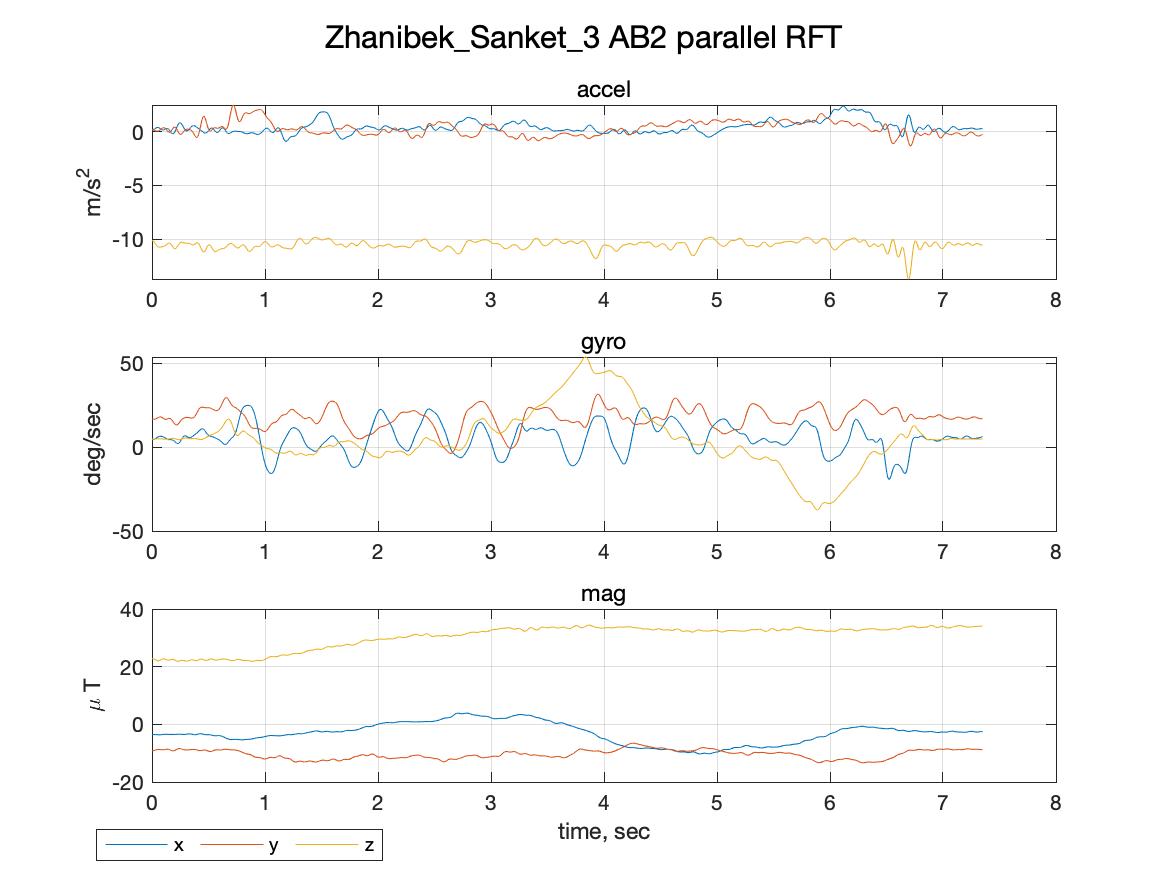 Zhanibek_Sanket_3 AB2 parallel RFT
accel
0
-5
-10
m/s²
0 1 2 3 4 5 6 7 8
gyro
50
0
-50
deg/sec
0 1 2 3 4 5 6 7 8
mag
40
20
0
-20
μ T
0 1 2 3 4 5 6 7 8
time, sec
x y z